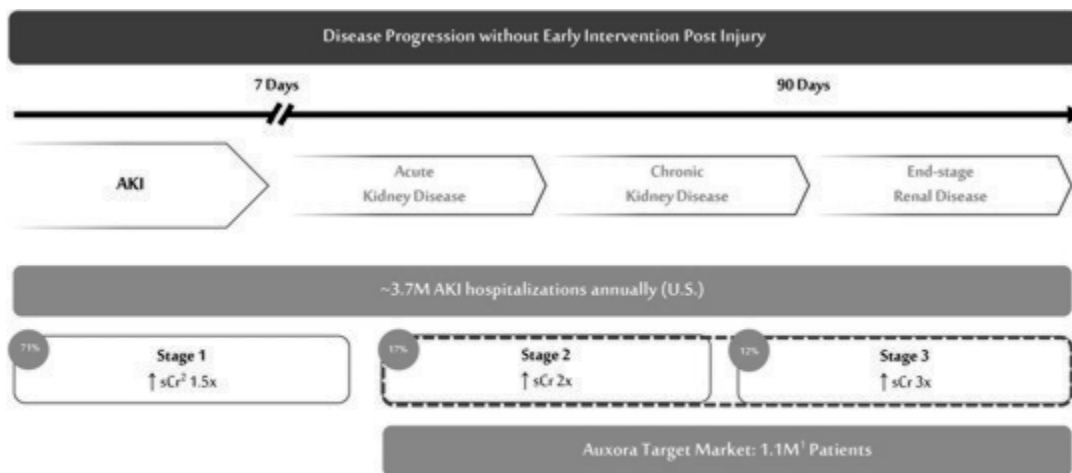 Disease Progression without Early Intervention Post Injury
7 Days
90 Days
AKI
Acute
Kidney Disease
Chronic
Kidney Disease
End-stage
Renal Disease
~3.7M AKI hospitalizations annually (U.S.)
71%
Stage 1
↑ sCr² 1.5x
17%
Stage 2
↑ sCr 2x
12%
Stage 3
↑ sCr 3x
Auxora Target Market: 1.1M¹ Patients